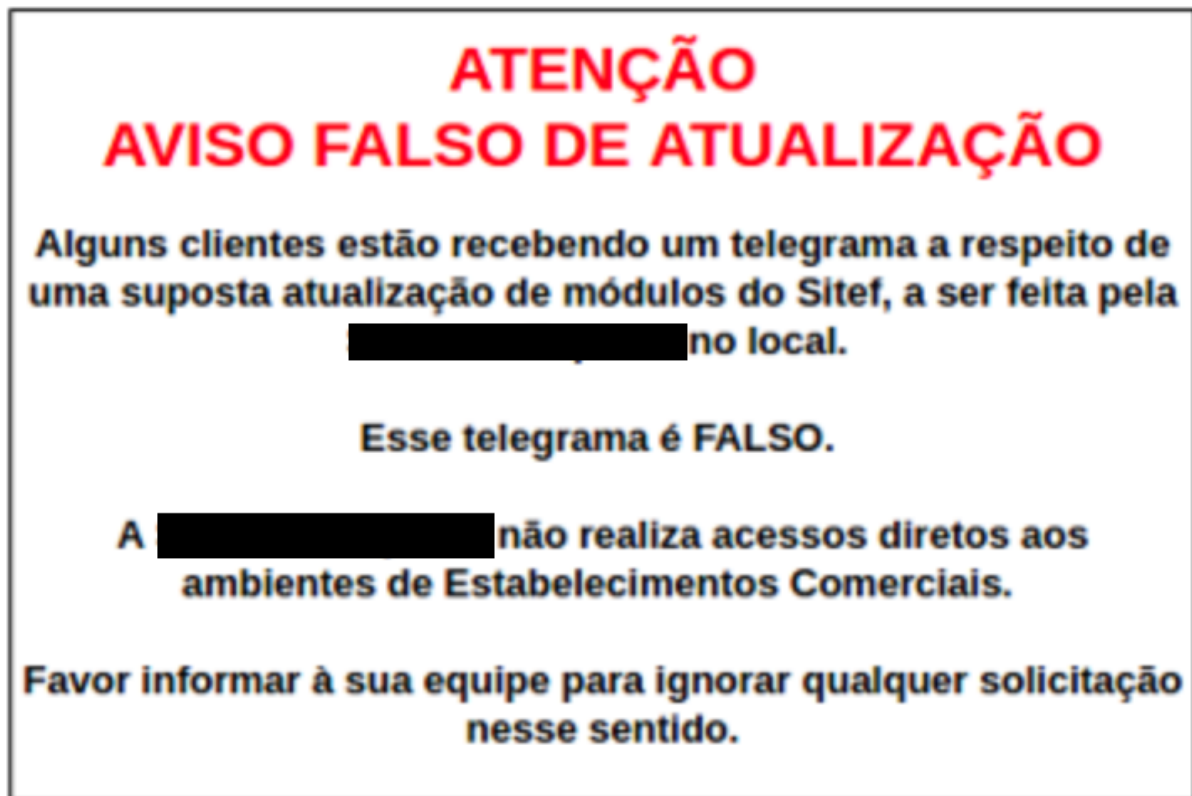 ATENÇÃO
AVISO FALSO DE ATUALIZAÇÃO
Alguns clientes estão recebendo um telegrama a respeito de
uma suposta atualização de módulos do Sitef, a ser feita pela
no local.
Esse telegrama é FALSO.
A não realiza acessos diretos aos
ambientes de Estabelecimentos Comerciais.
Favor informar à sua equipe para ignorar qualquer solicitação
nesse sentido.